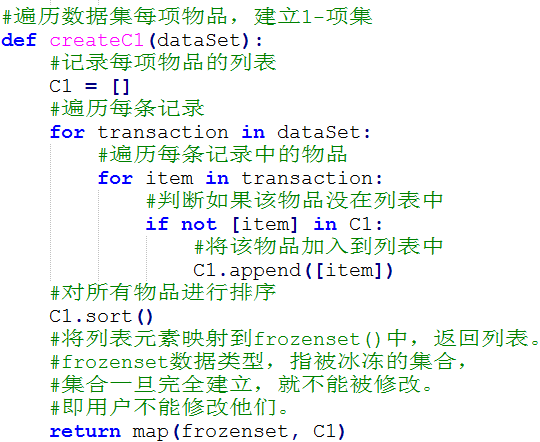 #遍历数据集每项物品，建立1-项集
def createC1(dataSet):
    #记录每项物品的列表
    C1 = []
    #遍历每条记录
    for transaction in dataSet:
        #遍历每条记录中的物品
        for item in transaction:
            #判断如果该物品没在列表中
            if not [item] in C1:
                #将该物品加入到列表中
                C1.append([item])
    #对所有物品进行排序
    C1.sort()
    #将列表元素映射到frozenset()中，返回列表。
    #frozenset数据类型，指被冰冻的集合，
    #集合一旦完全建立，就不能被修改。
    #即用户不能修改他们。
    return map(frozenset, C1)